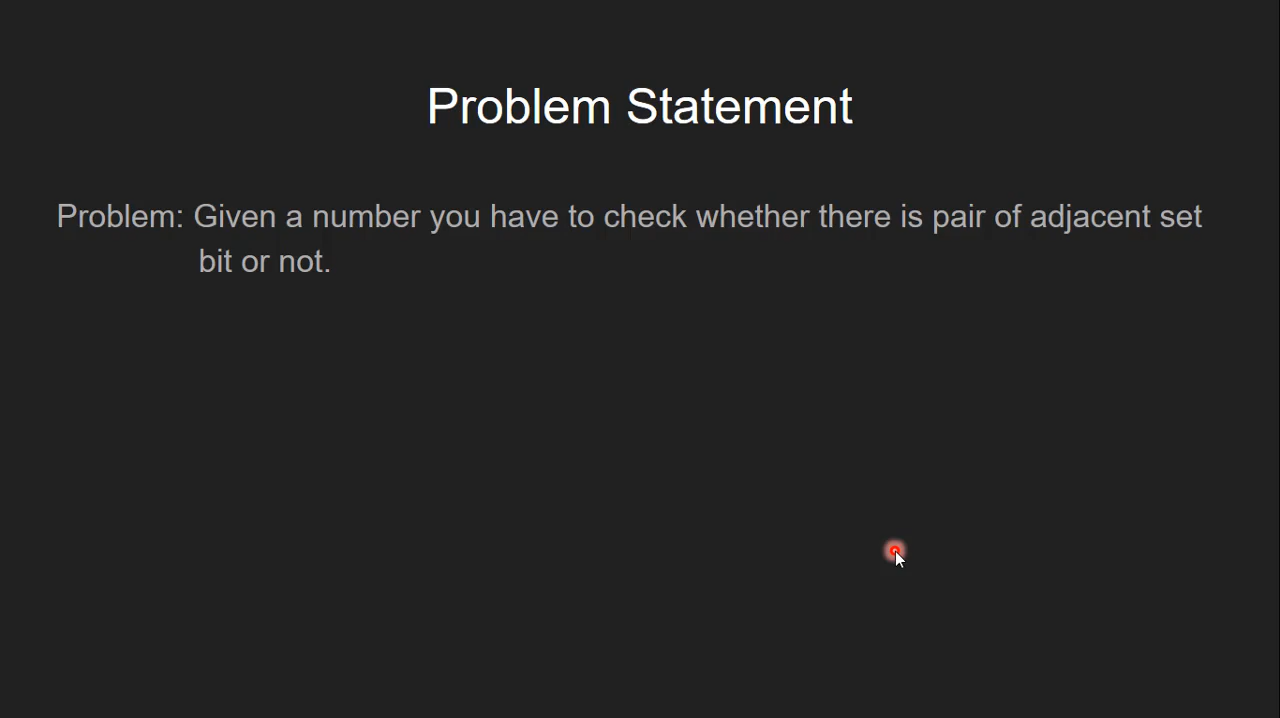 Problem Statement
Problem: Given a number you have to check whether there is pair of adjacent set
bit or not.